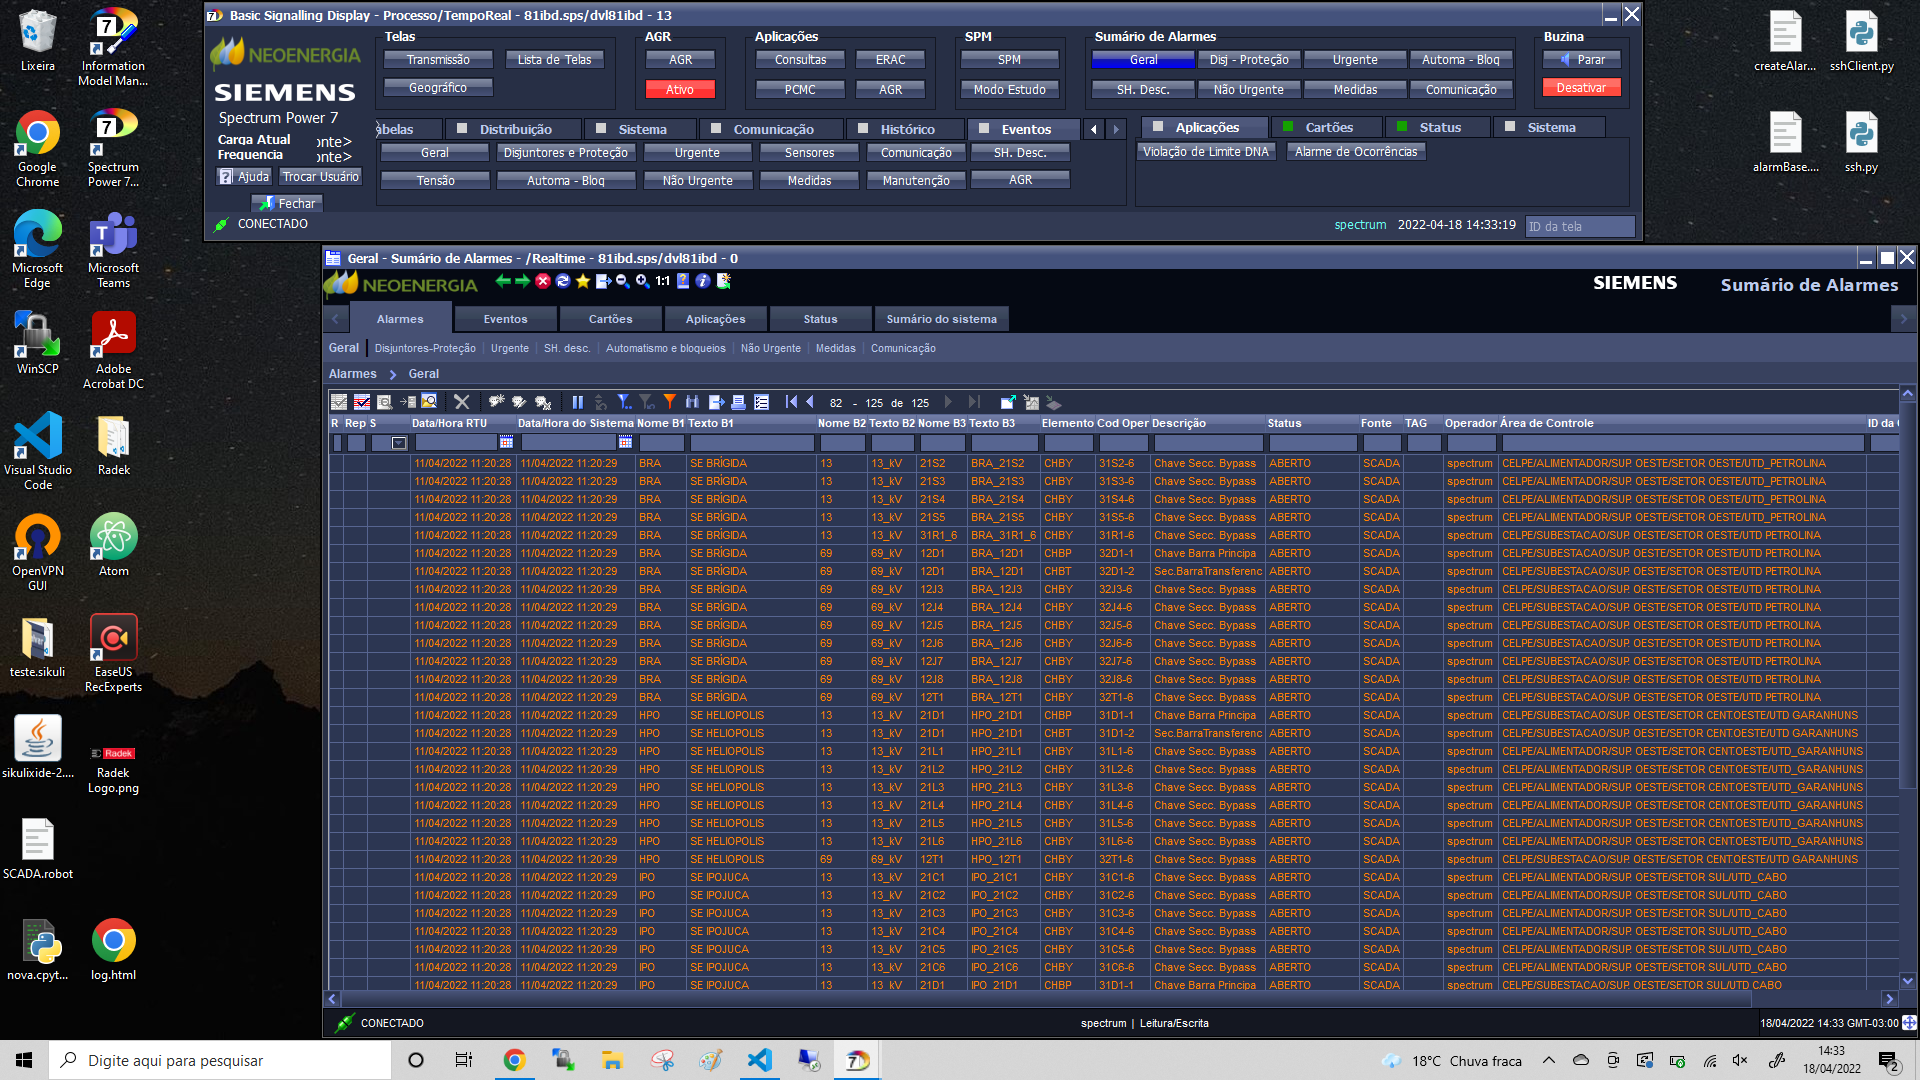 Lixeira
Information
Model Man...
Google
Chrome
Spectrum
Power 7...
Microsoft
Edge
Microsoft
Teams
WinSCP
Adobe
Acrobat DC
Visual Studio
Code
Radek
OpenVPN
GUI
Atom
teste.sikuli
EaseUS
RecExperts
sikulixide-2....
Radek
Radek
Logo.png
SCADA.robot
nova.cpyt...
log.html
createAlar...
sshClient.py
alarmBase....
ssh.py
Basic Signalling Display - Processo/TempoReal - 81ibd.sps/dvl81ibd - 13
NEOENERGIA
SIEMENS
Spectrum Power 7
Carga Atual onte>
Frequencia onte>
Ajuda Trocar Usuário
Fechar
CONECTADO
Telas
Transmissão Lista de Telas
Geográfico
AGR
AGR
Ativo
Aplicações
Consultas ERAC
PCMC AGR
SPM
SPM
Modo Estudo
Sumário de Alarmes
Geral Disj - Proteção Urgente Automa - Bloq
SH. Desc. Não Urgente Medidas Comunicação
Buzina
Parar
Desativar
abelas Distribuição Sistema Comunicação Histórico Eventos
Geral Disjuntores e Proteção Urgente Sensores Comunicação SH. Desc.
Tensão Automa - Bloq Não Urgente Medidas Manutenção AGR
Aplicações Cartões Status Sistema
Violação de Limite DNA Alarme de Ocorrências
spectrum 2022-04-18 14:33:19 ID da tela
Geral - Sumário de Alarmes - /Realtime - 81ibd.sps/dvl81ibd - 0
NEOENERGIA 1:1 SIEMENS Sumário de Alarmes
Alarmes Eventos Cartões Aplicações Status Sumário do sistema
Geral Disjuntores-Proteção Urgente SH. desc. Automatismo e bloqueios Não Urgente Medidas Comunicação
Alarmes > Geral
82 - 125 de 125
R Rep S Data/Hora RTU Data/Hora do Sistema Nome B1 Texto B1 Nome B2 Texto B2 Nome B3 Texto B3 Elemento Cod Oper Descrição Status Fonte TAG Operador Área de Controle ID da
11/04/2022 11:20:28 11/04/2022 11:20:29 BRA SE BRÍGIDA 13 13_kV 21S2 BRA_21S2 CHBY 31S2-6 Chave Secc. Bypass ABERTO SCADA spectrum CELPE/ALIMENTADOR/SUP. OESTE/SETOR OESTE/UTD_PETROLINA
11/04/2022 11:20:28 11/04/2022 11:20:29 BRA SE BRÍGIDA 13 13_kV 21S3 BRA_21S3 CHBY 31S3-6 Chave Secc. Bypass ABERTO SCADA spectrum CELPE/ALIMENTADOR/SUP. OESTE/SETOR OESTE/UTD_PETROLINA
11/04/2022 11:20:28 11/04/2022 11:20:29 BRA SE BRÍGIDA 13 13_kV 21S4 BRA_21S4 CHBY 31S4-6 Chave Secc. Bypass ABERTO SCADA spectrum CELPE/ALIMENTADOR/SUP. OESTE/SETOR OESTE/UTD_PETROLINA
11/04/2022 11:20:28 11/04/2022 11:20:29 BRA SE BRÍGIDA 13 13_kV 21S5 BRA_21S5 CHBY 31S5-6 Chave Secc. Bypass ABERTO SCADA spectrum CELPE/ALIMENTADOR/SUP. OESTE/SETOR OESTE/UTD_PETROLINA
11/04/2022 11:20:28 11/04/2022 11:20:29 BRA SE BRÍGIDA 13 13_kV 31R1_6 BRA_31R1_6 CHBY 31R1-6 Chave Secc. Bypass ABERTO SCADA spectrum CELPE/SUBESTACAO/SUP. OESTE/SETOR OESTE/UTD PETROLINA
11/04/2022 11:20:28 11/04/2022 11:20:29 BRA SE BRÍGIDA 69 69_kV 12D1 BRA_12D1 CHBP 32D1-1 Chave Barra Principa ABERTO SCADA spectrum CELPE/SUBESTACAO/SUP. OESTE/SETOR OESTE/UTD PETROLINA
11/04/2022 11:20:28 11/04/2022 11:20:29 BRA SE BRÍGIDA 69 69_kV 12D1 BRA_12D1 CHBT 32D1-2 Sec.BarraTransferenc ABERTO SCADA spectrum CELPE/SUBESTACAO/SUP. OESTE/SETOR OESTE/UTD PETROLINA
11/04/2022 11:20:28 11/04/2022 11:20:29 BRA SE BRÍGIDA 69 69_kV 12J3 BRA_12J3 CHBY 32J3-6 Chave Secc. Bypass ABERTO SCADA spectrum CELPE/SUBESTACAO/SUP. OESTE/SETOR OESTE/UTD PETROLINA
11/04/2022 11:20:28 11/04/2022 11:20:29 BRA SE BRÍGIDA 69 69_kV 12J4 BRA_12J4 CHBY 32J4-6 Chave Secc. Bypass ABERTO SCADA spectrum CELPE/SUBESTACAO/SUP. OESTE/SETOR OESTE/UTD PETROLINA
11/04/2022 11:20:28 11/04/2022 11:20:29 BRA SE BRÍGIDA 69 69_kV 12J5 BRA_12J5 CHBY 32J5-6 Chave Secc. Bypass ABERTO SCADA spectrum CELPE/SUBESTACAO/SUP. OESTE/SETOR OESTE/UTD PETROLINA
11/04/2022 11:20:28 11/04/2022 11:20:29 BRA SE BRÍGIDA 69 69_kV 12J6 BRA_12J6 CHBY 32J6-6 Chave Secc. Bypass ABERTO SCADA spectrum CELPE/SUBESTACAO/SUP. OESTE/SETOR OESTE/UTD PETROLINA
11/04/2022 11:20:28 11/04/2022 11:20:29 BRA SE BRÍGIDA 69 69_kV 12J7 BRA_12J7 CHBY 32J7-6 Chave Secc. Bypass ABERTO SCADA spectrum CELPE/SUBESTACAO/SUP. OESTE/SETOR OESTE/UTD PETROLINA
11/04/2022 11:20:28 11/04/2022 11:20:29 BRA SE BRÍGIDA 69 69_kV 12J8 BRA_12J8 CHBY 32J8-6 Chave Secc. Bypass ABERTO SCADA spectrum CELPE/SUBESTACAO/SUP. OESTE/SETOR OESTE/UTD PETROLINA
11/04/2022 11:20:28 11/04/2022 11:20:29 BRA SE BRÍGIDA 69 69_kV 12T1 BRA_12T1 CHBY 32T1-6 Chave Secc. Bypass ABERTO SCADA spectrum CELPE/SUBESTACAO/SUP. OESTE/SETOR OESTE/UTD PETROLINA
11/04/2022 11:20:28 11/04/2022 11:20:29 HPO SE HELIOPOLIS 13 13_kV 21D1 HPO_21D1 CHBP 31D1-1 Chave Barra Principa ABERTO SCADA spectrum CELPE/SUBESTACAO/SUP. OESTE/SETOR CENT.OESTE/UTD GARANHUNS
11/04/2022 11:20:28 11/04/2022 11:20:29 HPO SE HELIOPOLIS 13 13_kV 21D1 HPO_21D1 CHBT 31D1-2 Sec.BarraTransferenc ABERTO SCADA spectrum CELPE/SUBESTACAO/SUP. OESTE/SETOR CENT.OESTE/UTD GARANHUNS
11/04/2022 11:20:28 11/04/2022 11:20:29 HPO SE HELIOPOLIS 13 13_kV 21L1 HPO_21L1 CHBY 31L1-6 Chave Secc. Bypass ABERTO SCADA spectrum CELPE/ALIMENTADOR/SUP. OESTE/SETOR CENT.OESTE/UTD_GARANHUNS
11/04/2022 11:20:28 11/04/2022 11:20:29 HPO SE HELIOPOLIS 13 13_kV 21L2 HPO_21L2 CHBY 31L2-6 Chave Secc. Bypass ABERTO SCADA spectrum CELPE/ALIMENTADOR/SUP. OESTE/SETOR CENT.OESTE/UTD_GARANHUNS
11/04/2022 11:20:28 11/04/2022 11:20:29 HPO SE HELIOPOLIS 13 13_kV 21L3 HPO_21L3 CHBY 31L3-6 Chave Secc. Bypass ABERTO SCADA spectrum CELPE/ALIMENTADOR/SUP. OESTE/SETOR CENT.OESTE/UTD_GARANHUNS
11/04/2022 11:20:28 11/04/2022 11:20:29 HPO SE HELIOPOLIS 13 13_kV 21L4 HPO_21L4 CHBY 31L4-6 Chave Secc. Bypass ABERTO SCADA spectrum CELPE/ALIMENTADOR/SUP. OESTE/SETOR CENT.OESTE/UTD_GARANHUNS
11/04/2022 11:20:28 11/04/2022 11:20:29 HPO SE HELIOPOLIS 13 13_kV 21L5 HPO_21L5 CHBY 31L5-6 Chave Secc. Bypass ABERTO SCADA spectrum CELPE/ALIMENTADOR/SUP. OESTE/SETOR CENT.OESTE/UTD_GARANHUNS
11/04/2022 11:20:28 11/04/2022 11:20:29 HPO SE HELIOPOLIS 13 13_kV 21L6 HPO_21L6 CHBY 31L6-6 Chave Secc. Bypass ABERTO SCADA spectrum CELPE/ALIMENTADOR/SUP. OESTE/SETOR CENT.OESTE/UTD_GARANHUNS
11/04/2022 11:20:28 11/04/2022 11:20:29 HPO SE HELIOPOLIS 69 69_kV 12T1 HPO_12T1 CHBY 32T1-6 Chave Secc. Bypass ABERTO SCADA spectrum CELPE/SUBESTACAO/SUP. OESTE/SETOR CENT.OESTE/UTD GARANHUNS
11/04/2022 11:20:28 11/04/2022 11:20:29 IPO SE IPOJUCA 13 13_kV 21C1 IPO_21C1 CHBY 31C1-6 Chave Secc. Bypass ABERTO SCADA spectrum CELPE/ALIMENTADOR/SUP. OESTE/SETOR SUL/UTD_CABO
11/04/2022 11:20:28 11/04/2022 11:20:29 IPO SE IPOJUCA 13 13_kV 21C2 IPO_21C2 CHBY 31C2-6 Chave Secc. Bypass ABERTO SCADA spectrum CELPE/ALIMENTADOR/SUP. OESTE/SETOR SUL/UTD_CABO
11/04/2022 11:20:28 11/04/2022 11:20:29 IPO SE IPOJUCA 13 13_kV 21C3 IPO_21C3 CHBY 31C3-6 Chave Secc. Bypass ABERTO SCADA spectrum CELPE/ALIMENTADOR/SUP. OESTE/SETOR SUL/UTD_CABO
11/04/2022 11:20:28 11/04/2022 11:20:29 IPO SE IPOJUCA 13 13_kV 21C4 IPO_21C4 CHBY 31C4-6 Chave Secc. Bypass ABERTO SCADA spectrum CELPE/ALIMENTADOR/SUP. OESTE/SETOR SUL/UTD_CABO
11/04/2022 11:20:28 11/04/2022 11:20:29 IPO SE IPOJUCA 13 13_kV 21C5 IPO_21C5 CHBY 31C5-6 Chave Secc. Bypass ABERTO SCADA spectrum CELPE/ALIMENTADOR/SUP. OESTE/SETOR SUL/UTD_CABO
11/04/2022 11:20:28 11/04/2022 11:20:29 IPO SE IPOJUCA 13 13_kV 21C6 IPO_21C6 CHBY 31C6-6 Chave Secc. Bypass ABERTO SCADA spectrum CELPE/ALIMENTADOR/SUP. OESTE/SETOR SUL/UTD_CABO
11/04/2022 11:20:28 11/04/2022 11:20:29 IPO SE IPOJUCA 13 13_kV 21D1 IPO_21D1 CHBP 31D1-1 Chave Barra Principa ABERTO SCADA spectrum CELPE/SUBESTACAO/SUP. OESTE/SETOR SUL/UTD CABO
CONECTADO spectrum | Leitura/Escrita 18/04/2022 14:33 GMT-03:00
Digite aqui para pesquisar 18°C Chuva fraca 14:33
18/04/2022 2